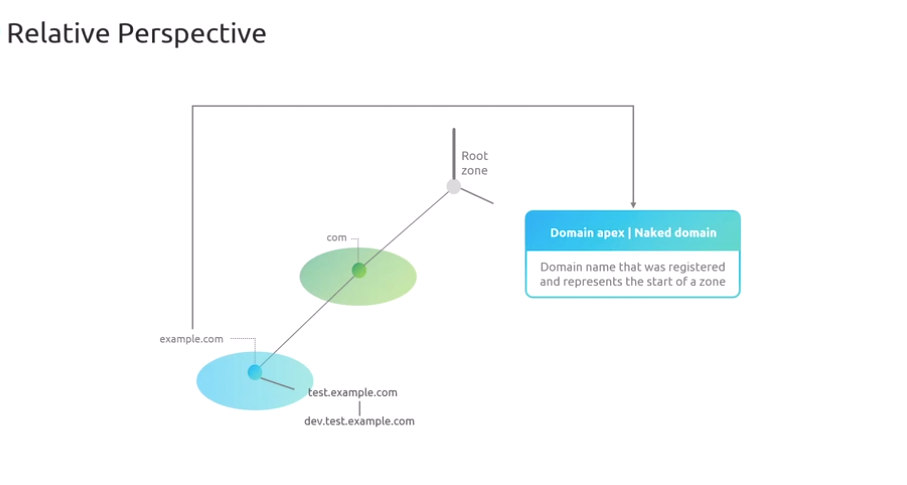 Relative Perspective
Root
zone
com
Domain apex | Naked domain
Domain name that was registered
and represents the start of a zone
example.com
test.example.com
dev.test.example.com